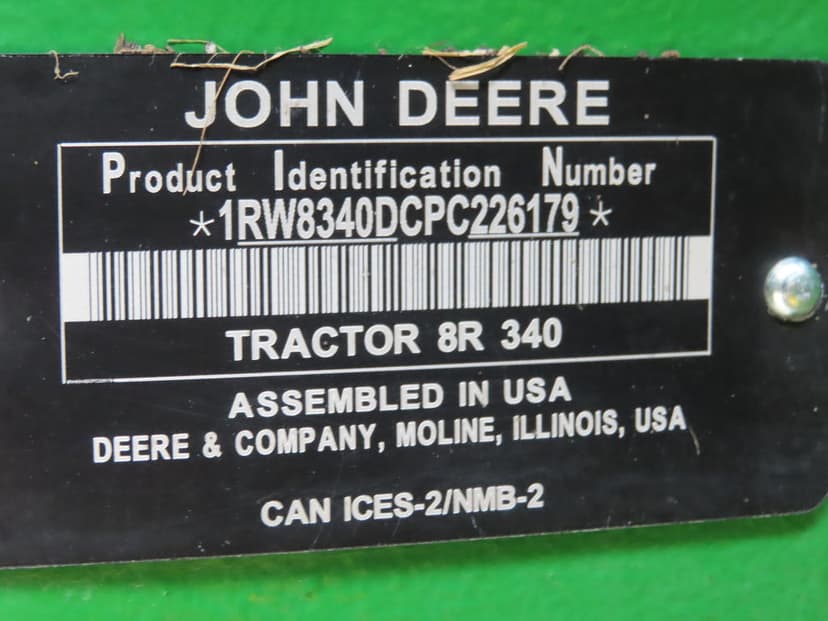 JOHN DEERE
Product Identification Number
*1RW8340DCPC226179*
TRACTOR 8R 340
ASSEMBLED IN USA
DEERE & COMPANY, MOLINE, ILLINOIS, USA
CAN ICES-2/NMB-2